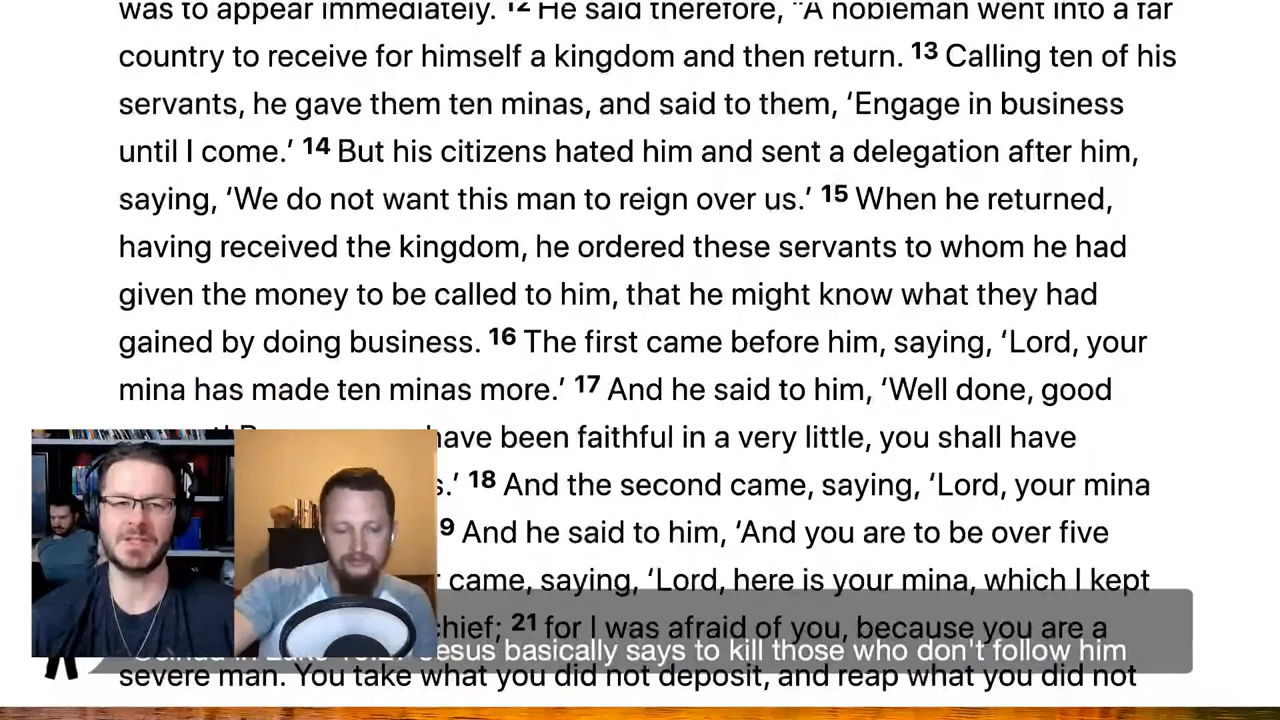 was to appear immediately. 12 He said therefore, “A nobleman went into a far
country to receive for himself a kingdom and then return. 13 Calling ten of his
servants, he gave them ten minas, and said to them, ‘Engage in business
until I come.’ 14 But his citizens hated him and sent a delegation after him,
saying, ‘We do not want this man to reign over us.’ 15 When he returned,
having received the kingdom, he ordered these servants to whom he had
given the money to be called to him, that he might know what they had
gained by doing business. 16 The first came before him, saying, ‘Lord, your
mina has made ten minas more.’ 17 And he said to him, ‘Well done, good
have been faithful in a very little, you shall have
18 And the second came, saying, ‘Lord, your mina
9 And he said to him, ‘And you are to be over five
came, saying, ‘Lord, here is your mina, which I kept
chief; 21 for I was afraid of you, because you are a
Jesus basically says to kill those who don't follow him
severe man. You take what you did not deposit, and reap what you did not